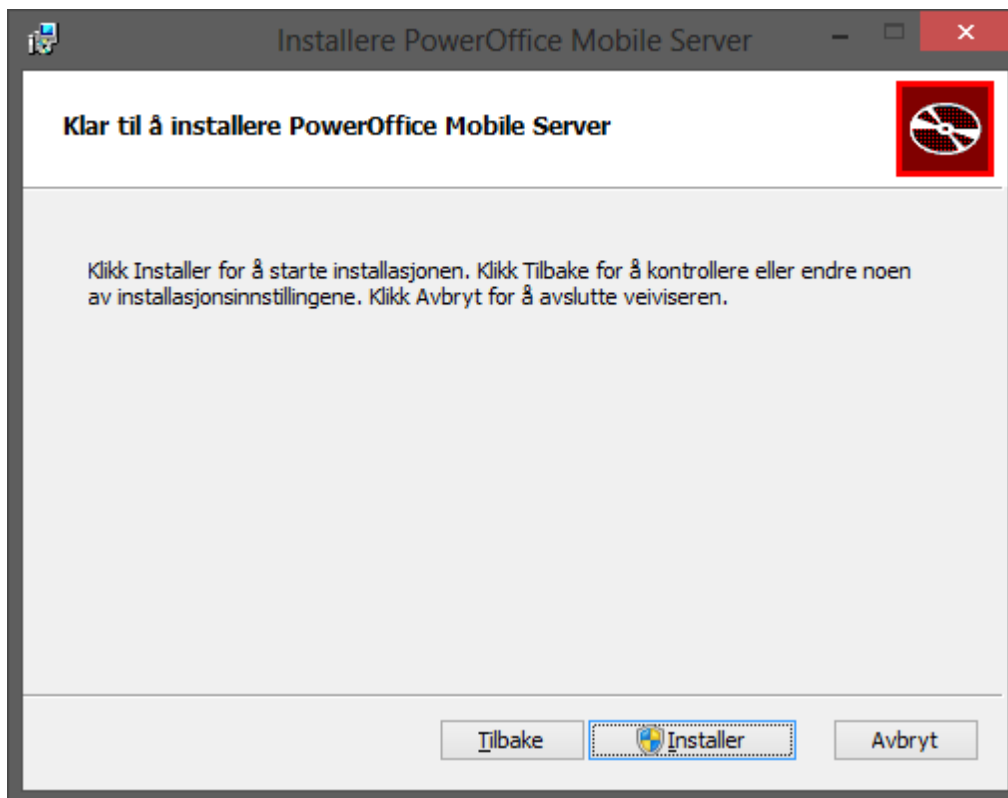 Installere PowerOffice Mobile Server
Klar til å installere PowerOffice Mobile Server
Klikk Installer for å starte installasjonen. Klikk Tilbake for å kontrollere eller endre noen
av installasjonsinnstillingene. Klikk Avbryt for å avslutte veiviseren.
Tilbake
Installer
Avbryt